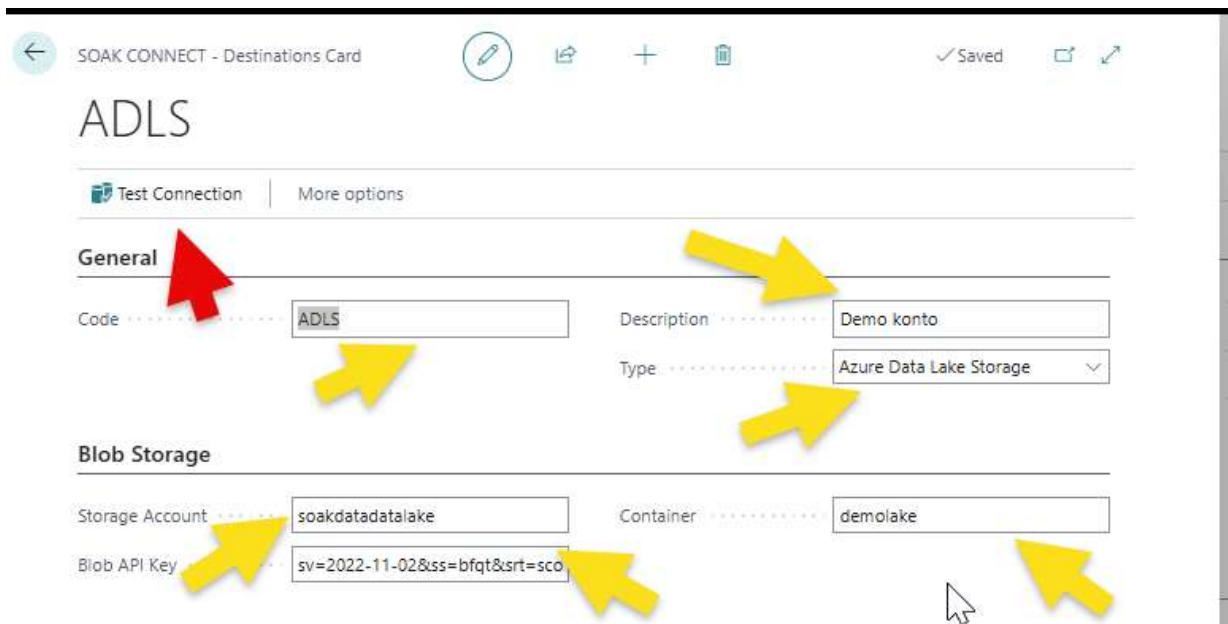 SOAK CONNECT - Destinations Card
Saved
ADLS
Test Connection
More options
General
Code
ADLS
Description
Demo konto
Type
Azure Data Lake Storage
Blob Storage
Storage Account
soakdatadatalake
Container
demolake
Blob API Key
sv=2022-11-02&ss=bfqt&srt=sco